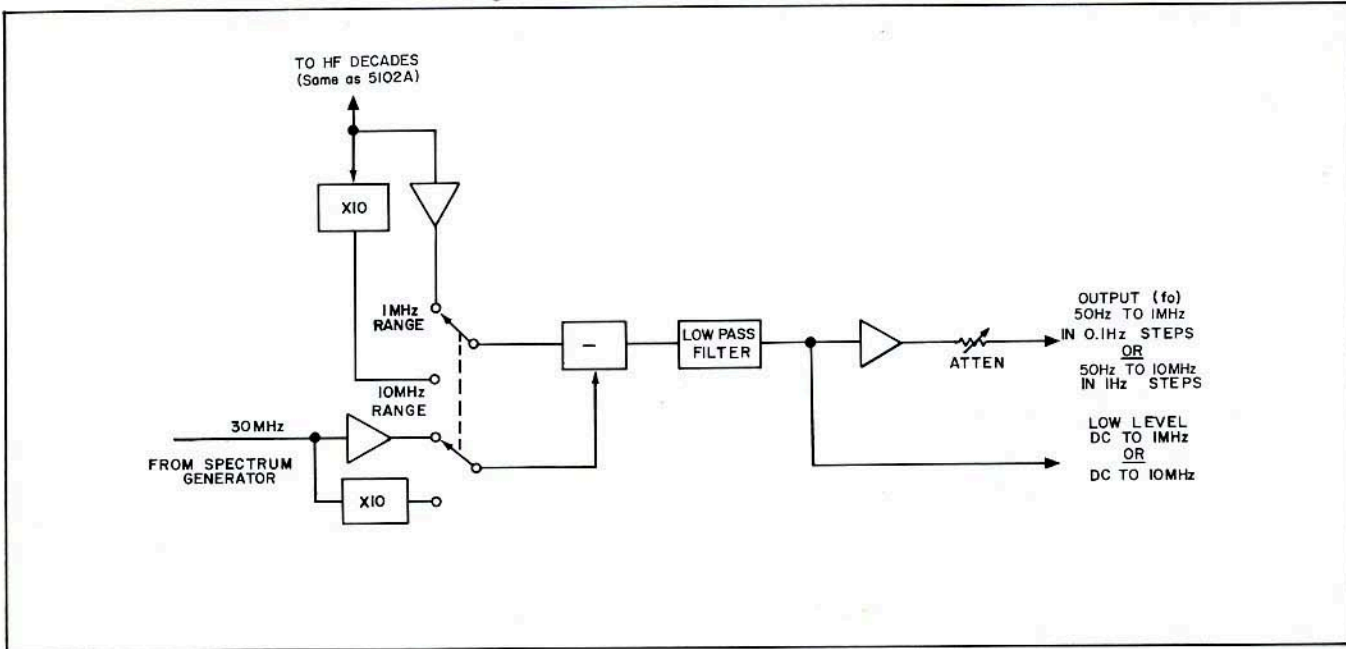 TO HF DECADES
(Same as 5102A)
X10
1MHz
RANGE
10MHz
RANGE
30MHz
FROM SPECTRUM
GENERATOR
X10
–
LOW PASS
FILTER
ATTEN
OUTPUT (fo)
50Hz TO 1MHz
IN 0.1Hz STEPS
OR
50Hz TO 10MHz
IN 1Hz STEPS
LOW LEVEL
DC TO 1MHz
OR
DC TO 10MHz